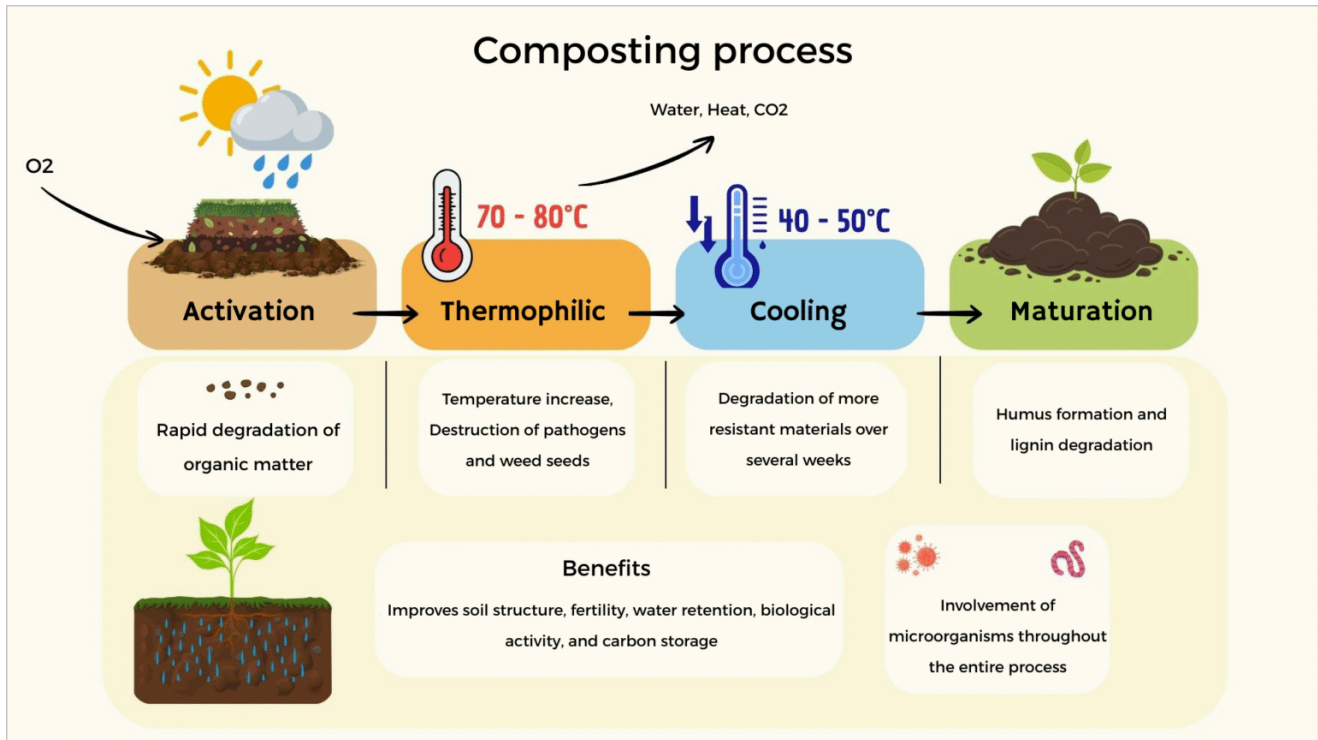 Composting process
Water, Heat, CO2
O2
70 - 80°C
40 - 50°C
Activation
Thermophilic
Cooling
Maturation
Rapid degradation of
organic matter
Temperature increase,
Destruction of pathogens
and weed seeds
Degradation of more
resistant materials over
several weeks
Humus formation and
lignin degradation
Benefits
Improves soil structure, fertility, water retention, biological
activity, and carbon storage
Involvement of
microorganisms throughout
the entire process